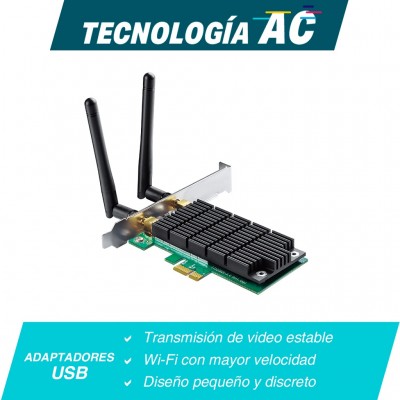 TECNOLOGÍA AC
ADAPTADORES
USB
Transmisión de video estable
Wi-Fi con mayor velocidad
Diseño pequeño y discreto